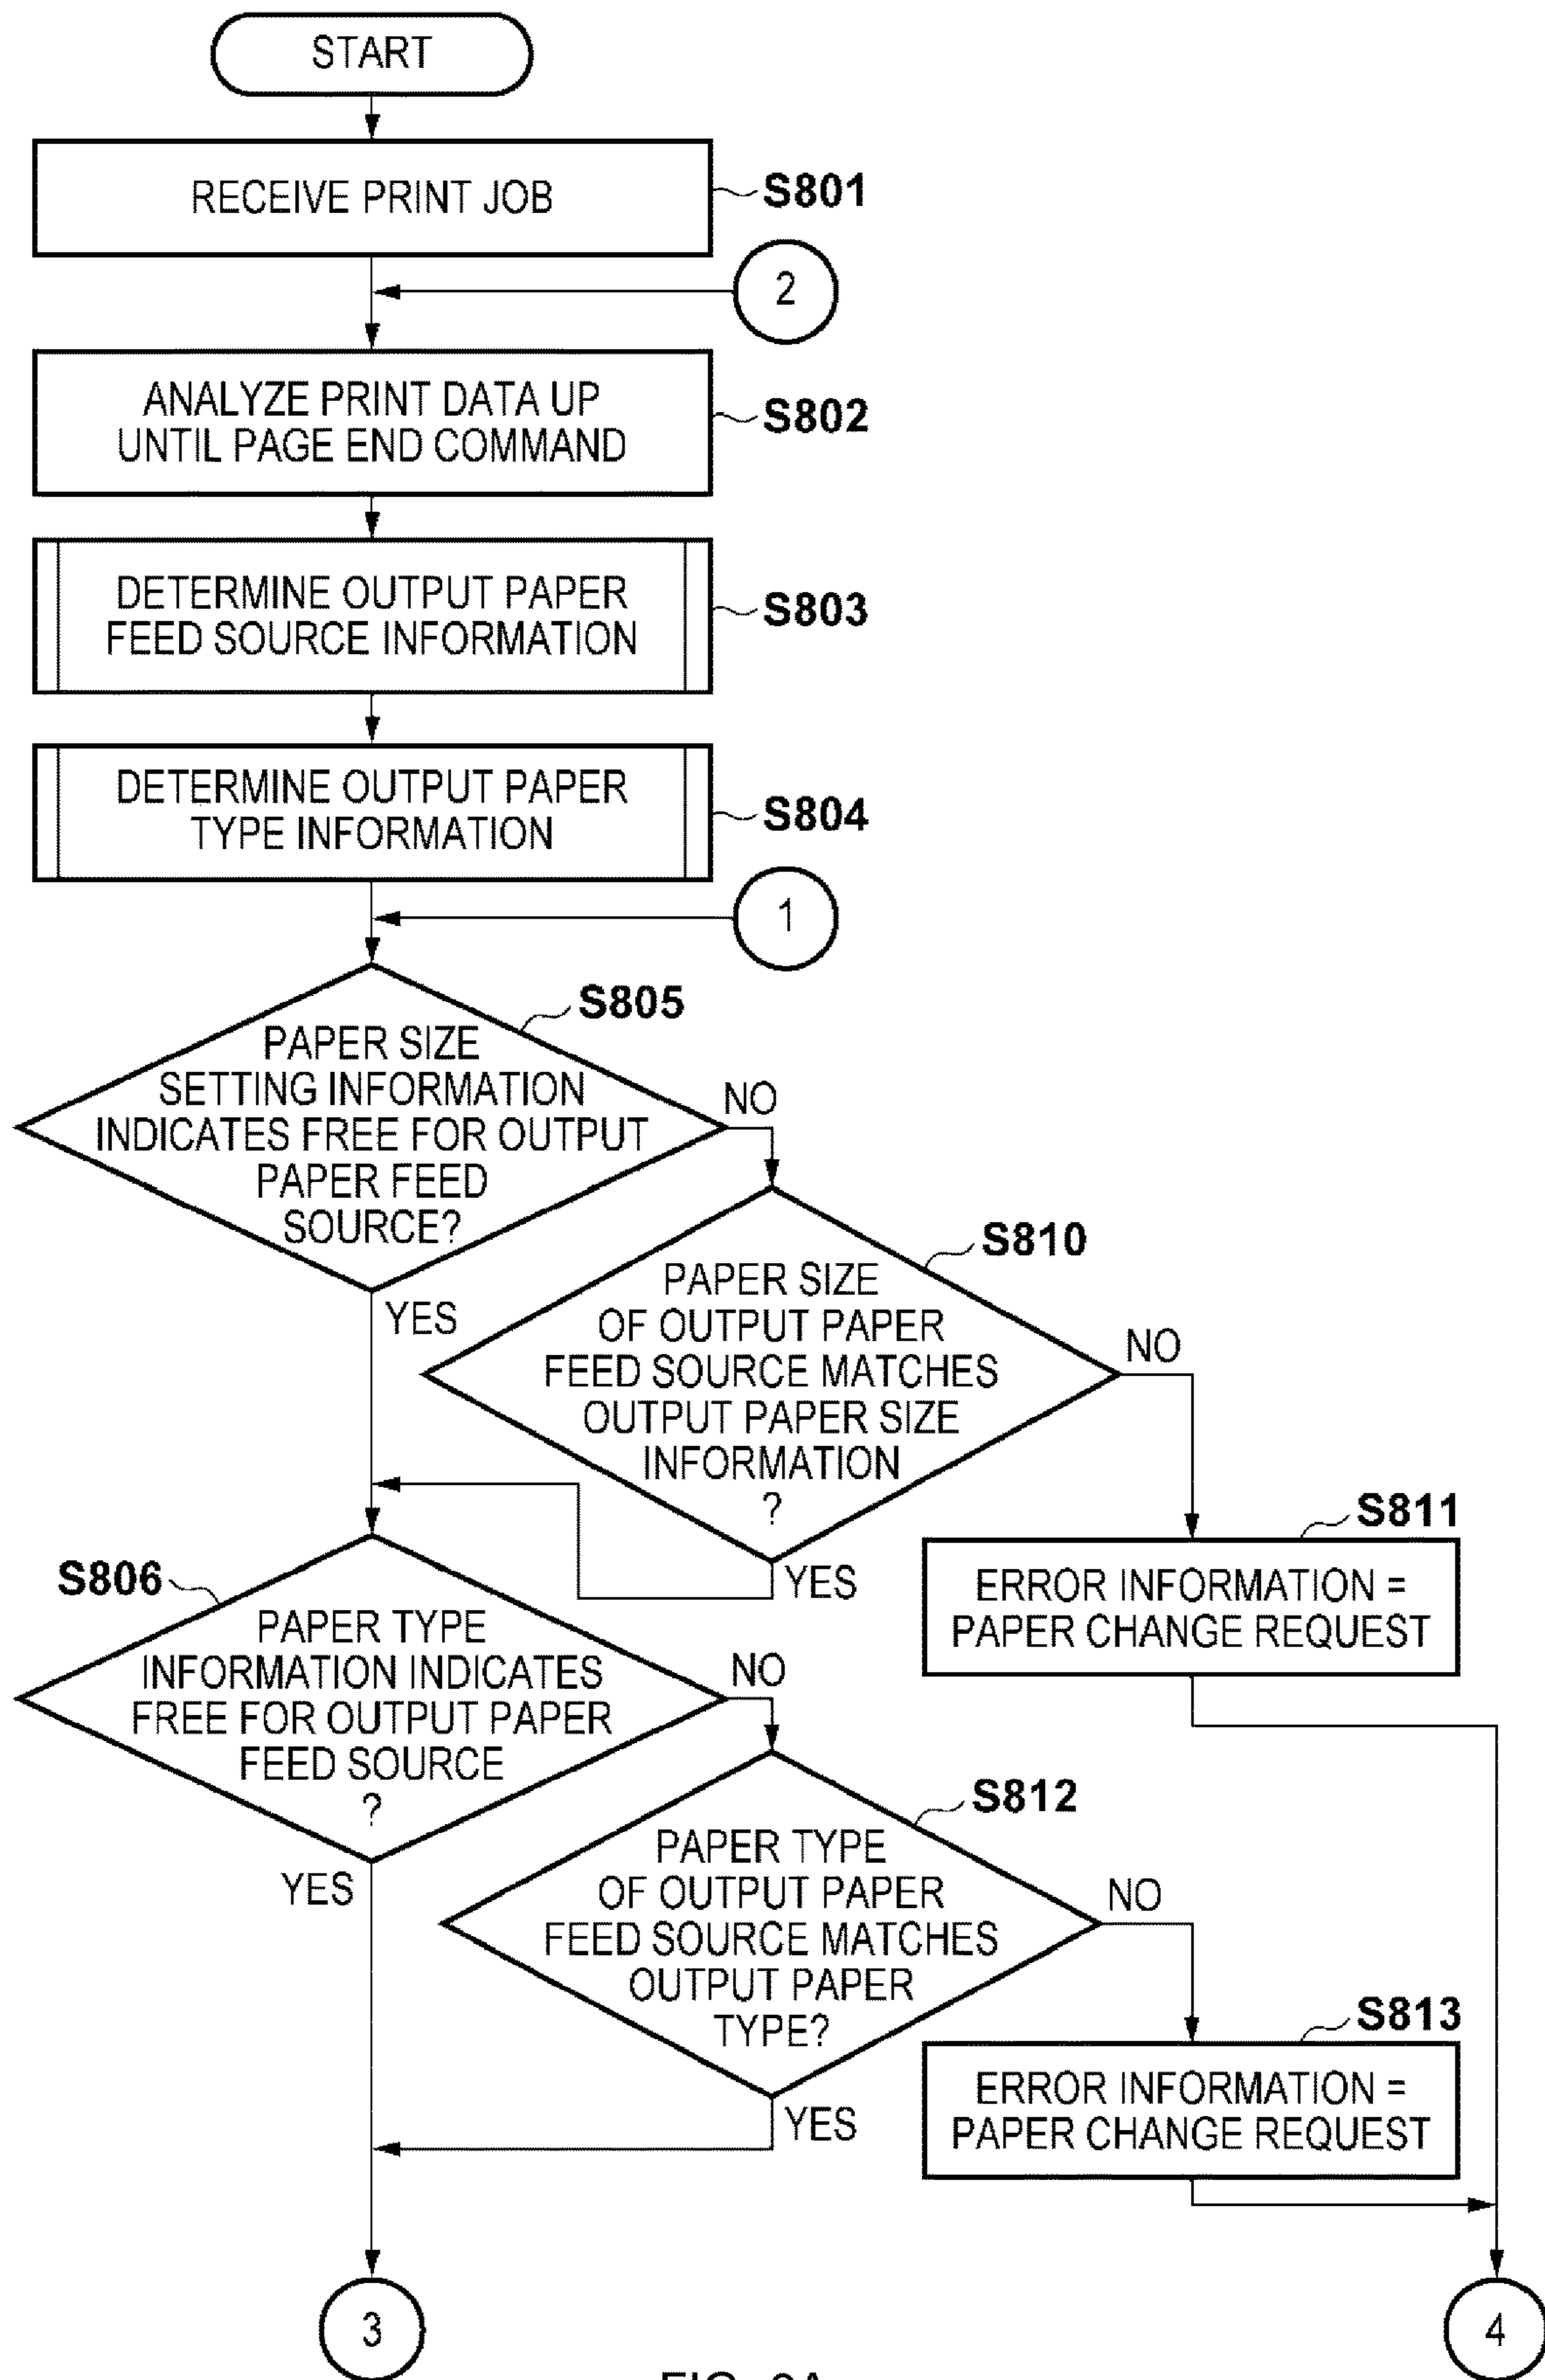 START
RECEIVE PRINT JOB
S801
2
ANALYZE PRINT DATA UP
UNTIL PAGE END COMMAND
S802
DETERMINE OUTPUT PAPER
FEED SOURCE INFORMATION
S803
DETERMINE OUTPUT PAPER
TYPE INFORMATION
S804
1
S805
PAPER SIZE
SETTING INFORMATION
INDICATES FREE FOR OUTPUT
PAPER FEED
SOURCE?
NO
YES
S810
PAPER SIZE
OF OUTPUT PAPER
FEED SOURCE MATCHES
OUTPUT PAPER SIZE
INFORMATION
?
NO
YES
S811
ERROR INFORMATION =
PAPER CHANGE REQUEST
S806
PAPER TYPE
INFORMATION INDICATES
FREE FOR OUTPUT PAPER
FEED SOURCE
?
NO
YES
S812
PAPER TYPE
OF OUTPUT PAPER
FEED SOURCE MATCHES
OUTPUT PAPER
TYPE?
NO
YES
S813
ERROR INFORMATION =
PAPER CHANGE REQUEST
3
4